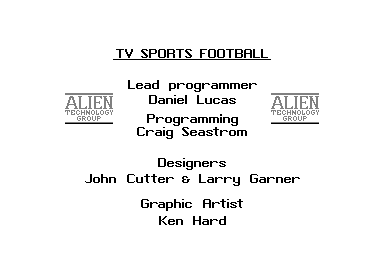 TV SPORTS FOOTBALL
Lead programmer
Daniel Lucas
ALIEN
TECHNOLOGY
GROUP
Programming
Craig Seastrom
ALIEN
TECHNOLOGY
GROUP
Designers
John Cutter & Larry Garner
Graphic Artist
Ken Hard